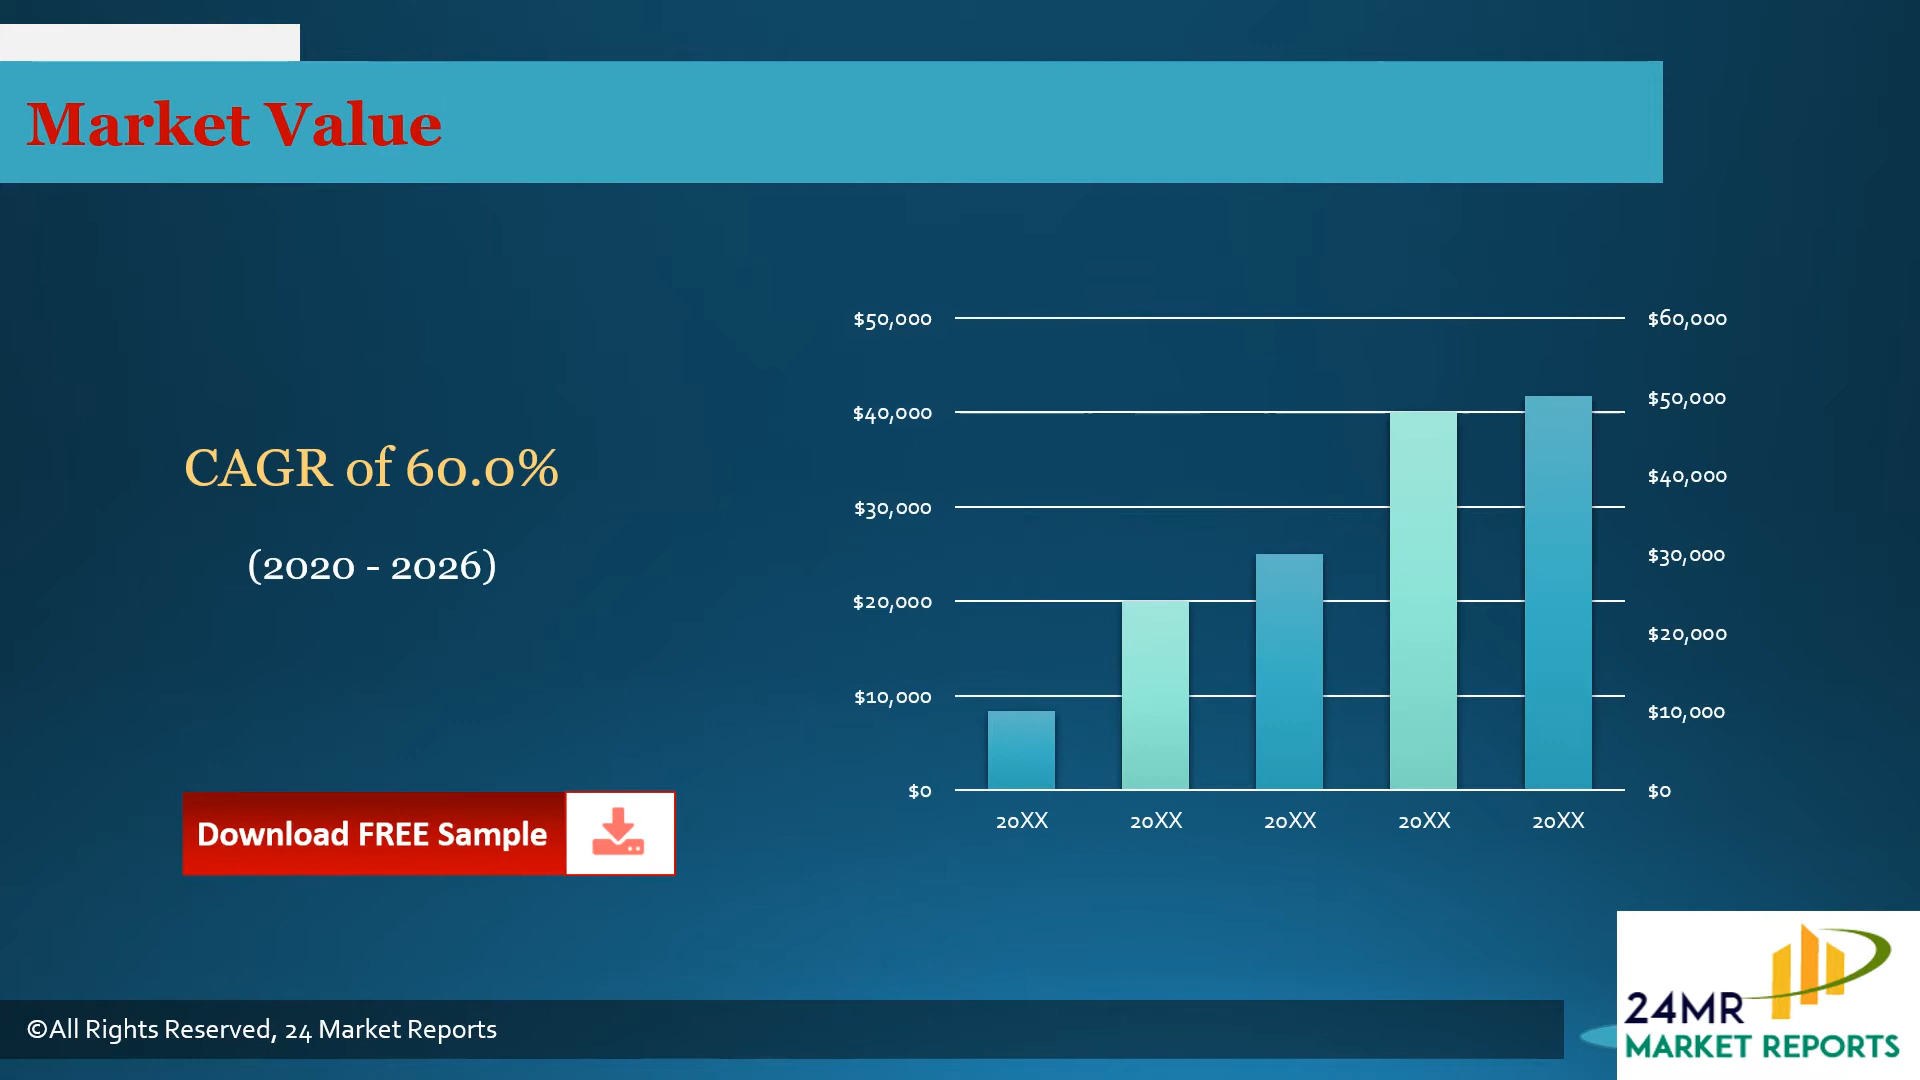 Market Value
CAGR of 60.0%
(2020 - 2026)
Download FREE Sample
$50,000
$40,000
$30,000
$20,000
$10,000
$0
$60,000
$50,000
$40,000
$30,000
$20,000
$10,000
$0
20XX 20XX 20XX 20XX 20XX
©All Rights Reserved, 24 Market Reports
24MR
MARKET REPORTS